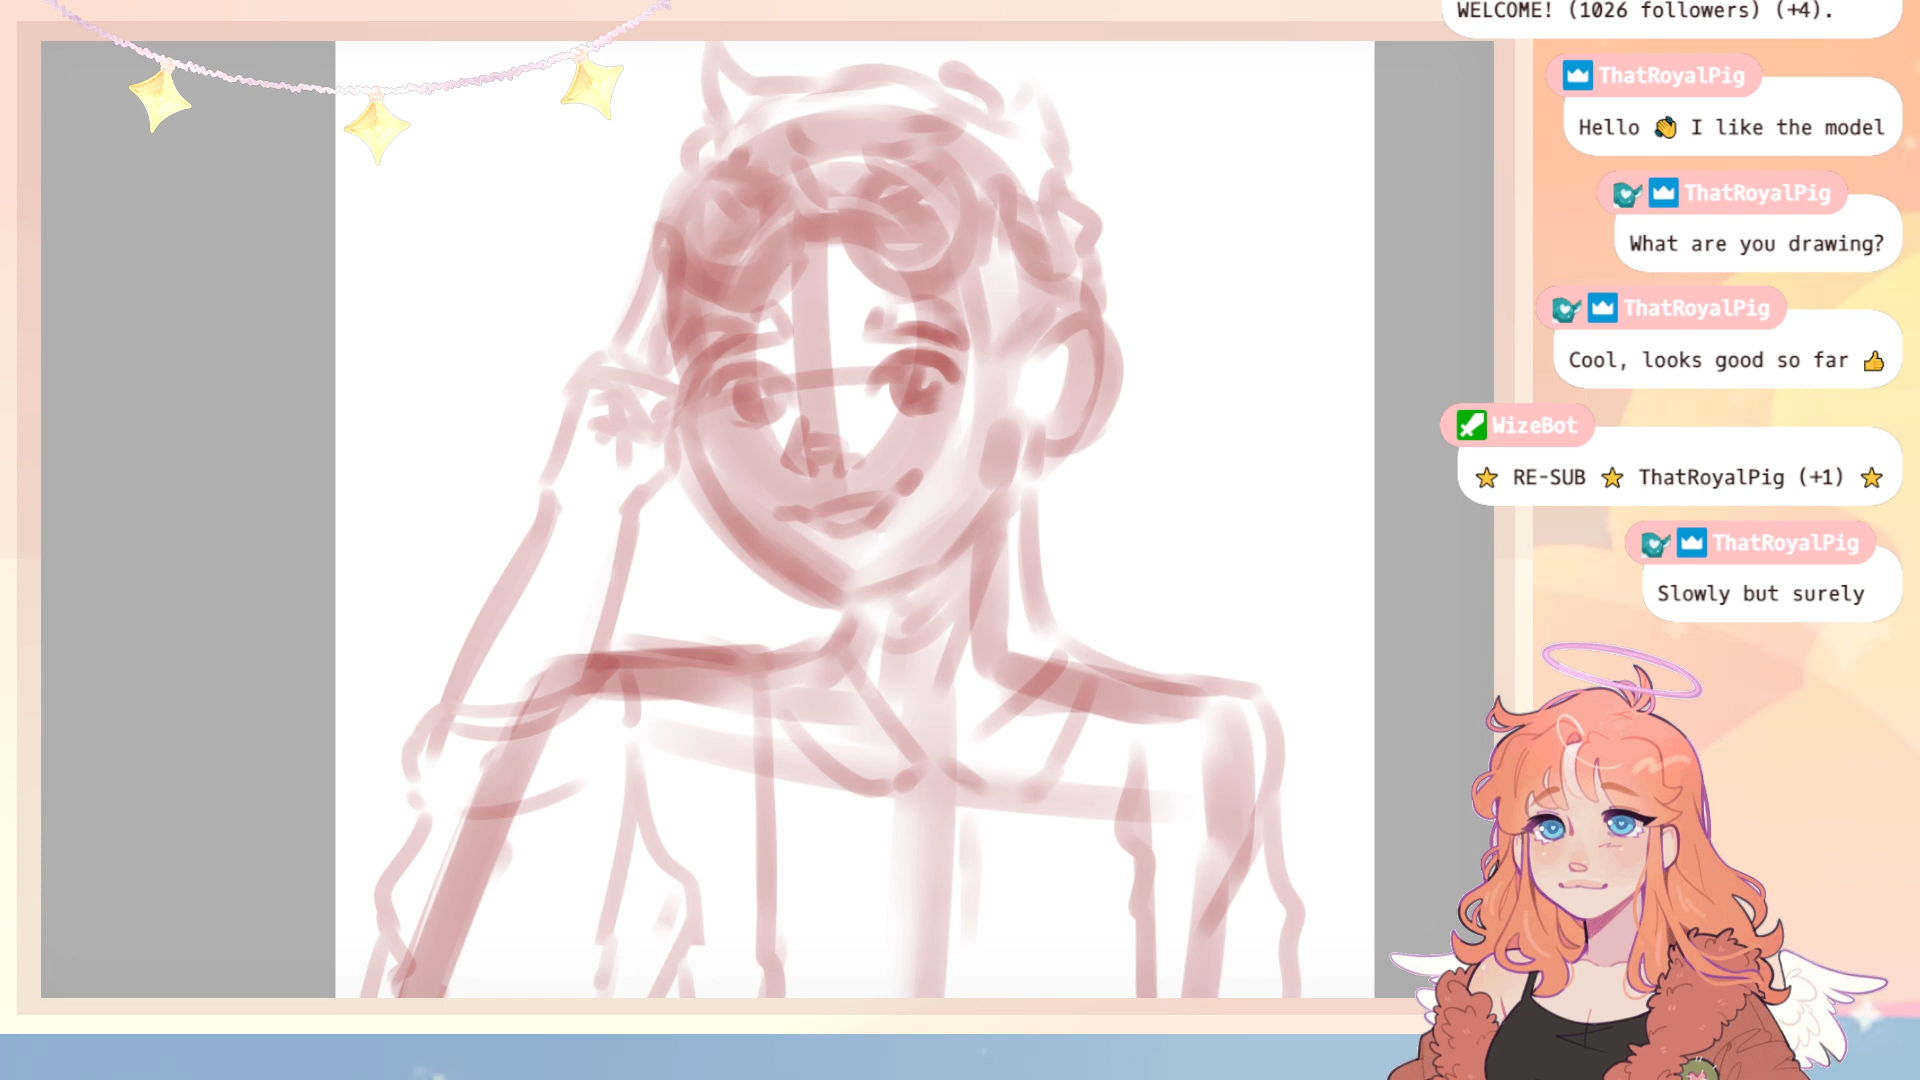 WELCOME! (1026 followers) (+4).
ThatRoyalPig
Hello 👏 I like the model
ThatRoyalPig
What are you drawing?
ThatRoyalPig
Cool, looks good so far 👍
WizeBot
⭐ RE-SUB ⭐ ThatRoyalPig (+1) ⭐
ThatRoyalPig
Slowly but surely